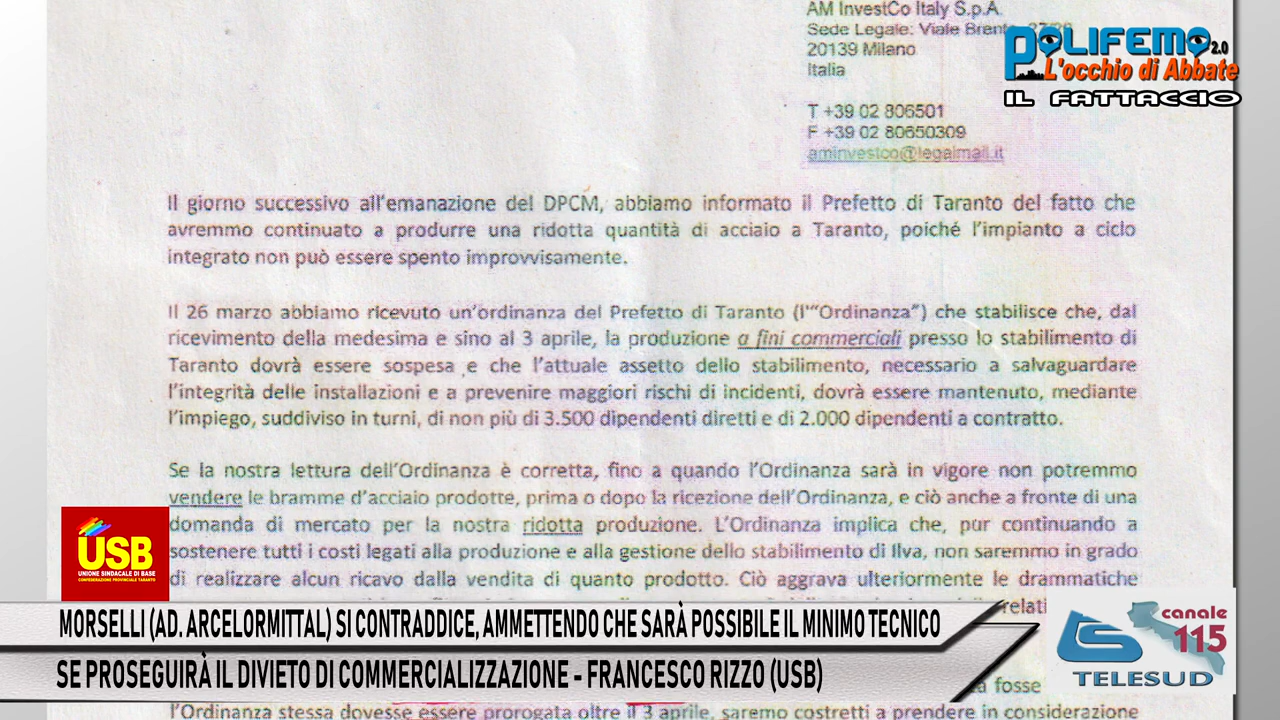 AM InvestCo Italy S.p.A.
Sede Legale: Viale Brenta
20139 Milano
Italia
POLIFEMO 2.0
L'occhio di Abbate
IL FATTACCIO
T +39 02 806501
F +39 02 80650309
aminvestco@legalmail.it
Il giorno successivo all'emanazione del DPCM, abbiamo informato il Prefetto di Taranto del fatto che
avremmo continuato a produrre una ridotta quantità di acciaio a Taranto, poiché l'impianto a ciclo
integrato non può essere spento improvvisamente.
Il 26 marzo abbiamo ricevuto un'ordinanza del Prefetto di Taranto (l'"Ordinanza") che stabilisce che, dal
ricevimento della medesima e sino al 3 aprile, la produzione a fini commerciali presso lo stabilimento di
Taranto dovrà essere sospesa e che l'attuale assetto dello stabilimento, necessario a salvaguardare
l'integrità delle installazioni e a prevenire maggiori rischi di incidenti, dovrà essere mantenuto, mediante
l'impiego, suddiviso in turni, di non più di 3.500 dipendenti diretti e di 2.000 dipendenti a contratto.
Se la nostra lettura dell'Ordinanza è corretta, fino a quando l'Ordinanza sarà in vigore non potremmo
vendere le bramme d'acciaio prodotte, prima o dopo la ricezione dell'Ordinanza, e ciò anche a fronte di una
domanda di mercato per la nostra ridotta produzione. L'Ordinanza implica che, pur continuando a
sostenere tutti i costi legati alla produzione e alla gestione dello stabilimento di Ilva, non saremmo in grado
di realizzare alcun ricavo dalla vendita di quanto prodotto. Ciò aggrava ulteriormente le drammatiche
USB
UNIONE SINDACALE DI BASE
CONFEDERAZIONE PROVINCIALE TARANTO
MORSELLI (AD. ARCELORMITTAL) SI CONTRADDICE, AMMETTENDO CHE SARÀ POSSIBILE IL MINIMO TECNICO
SE PROSEGUIRÀ IL DIVIETO DI COMMERCIALIZZAZIONE - FRANCESCO RIZZO (USB)
canale
115
TELESUD
fosse
l'Ordinanza stessa dovesse essere prorogata oltre il 3 aprile, saremo costretti a prendere in considerazione